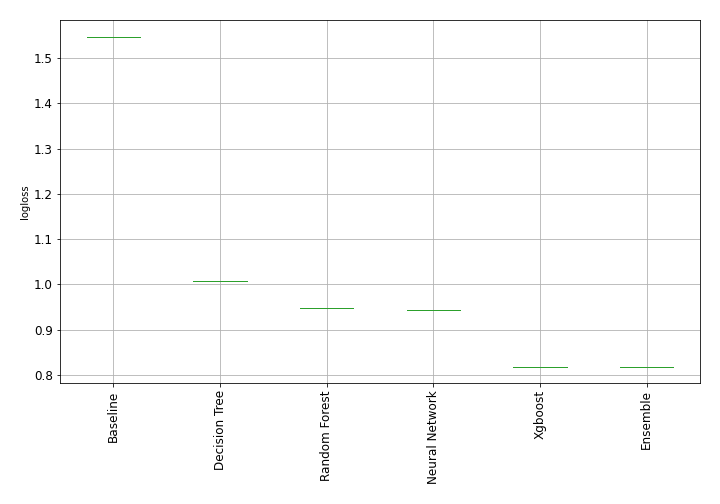 logloss
1.5
1.4
1.3
1.2
1.1
1.0
0.9
0.8
Baseline
Decision Tree
Random Forest
Neural Network
Xgboost
Ensemble